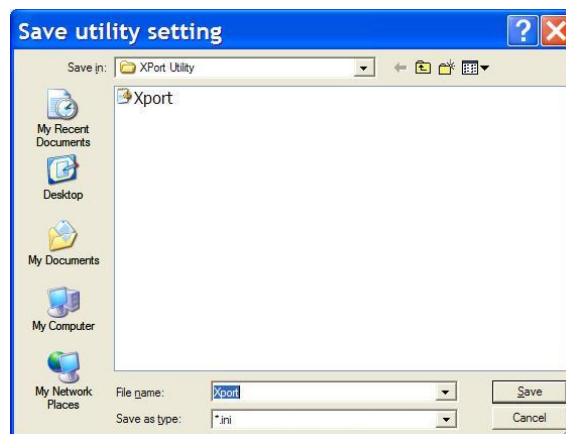 Save utility setting
Save in: XPort Utility
Xport
My Recent
Documents
Desktop
My Documents
My Computer
My Network
Places
File name: Xport Save
Save as type: *.ini Cancel